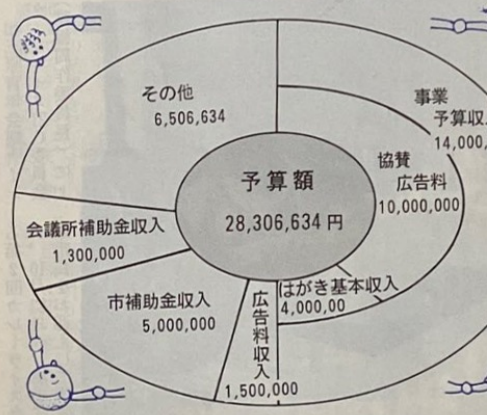 その他
6,506,634
事業
予算収
14,000,
協賛
広告料
10,000,000
予算額
28,306,634 円
会議所補助金収入
1,300,000
はがき基本収入
4,000,00
市補助金収入
5,000,000
広告料収入
1,500,000